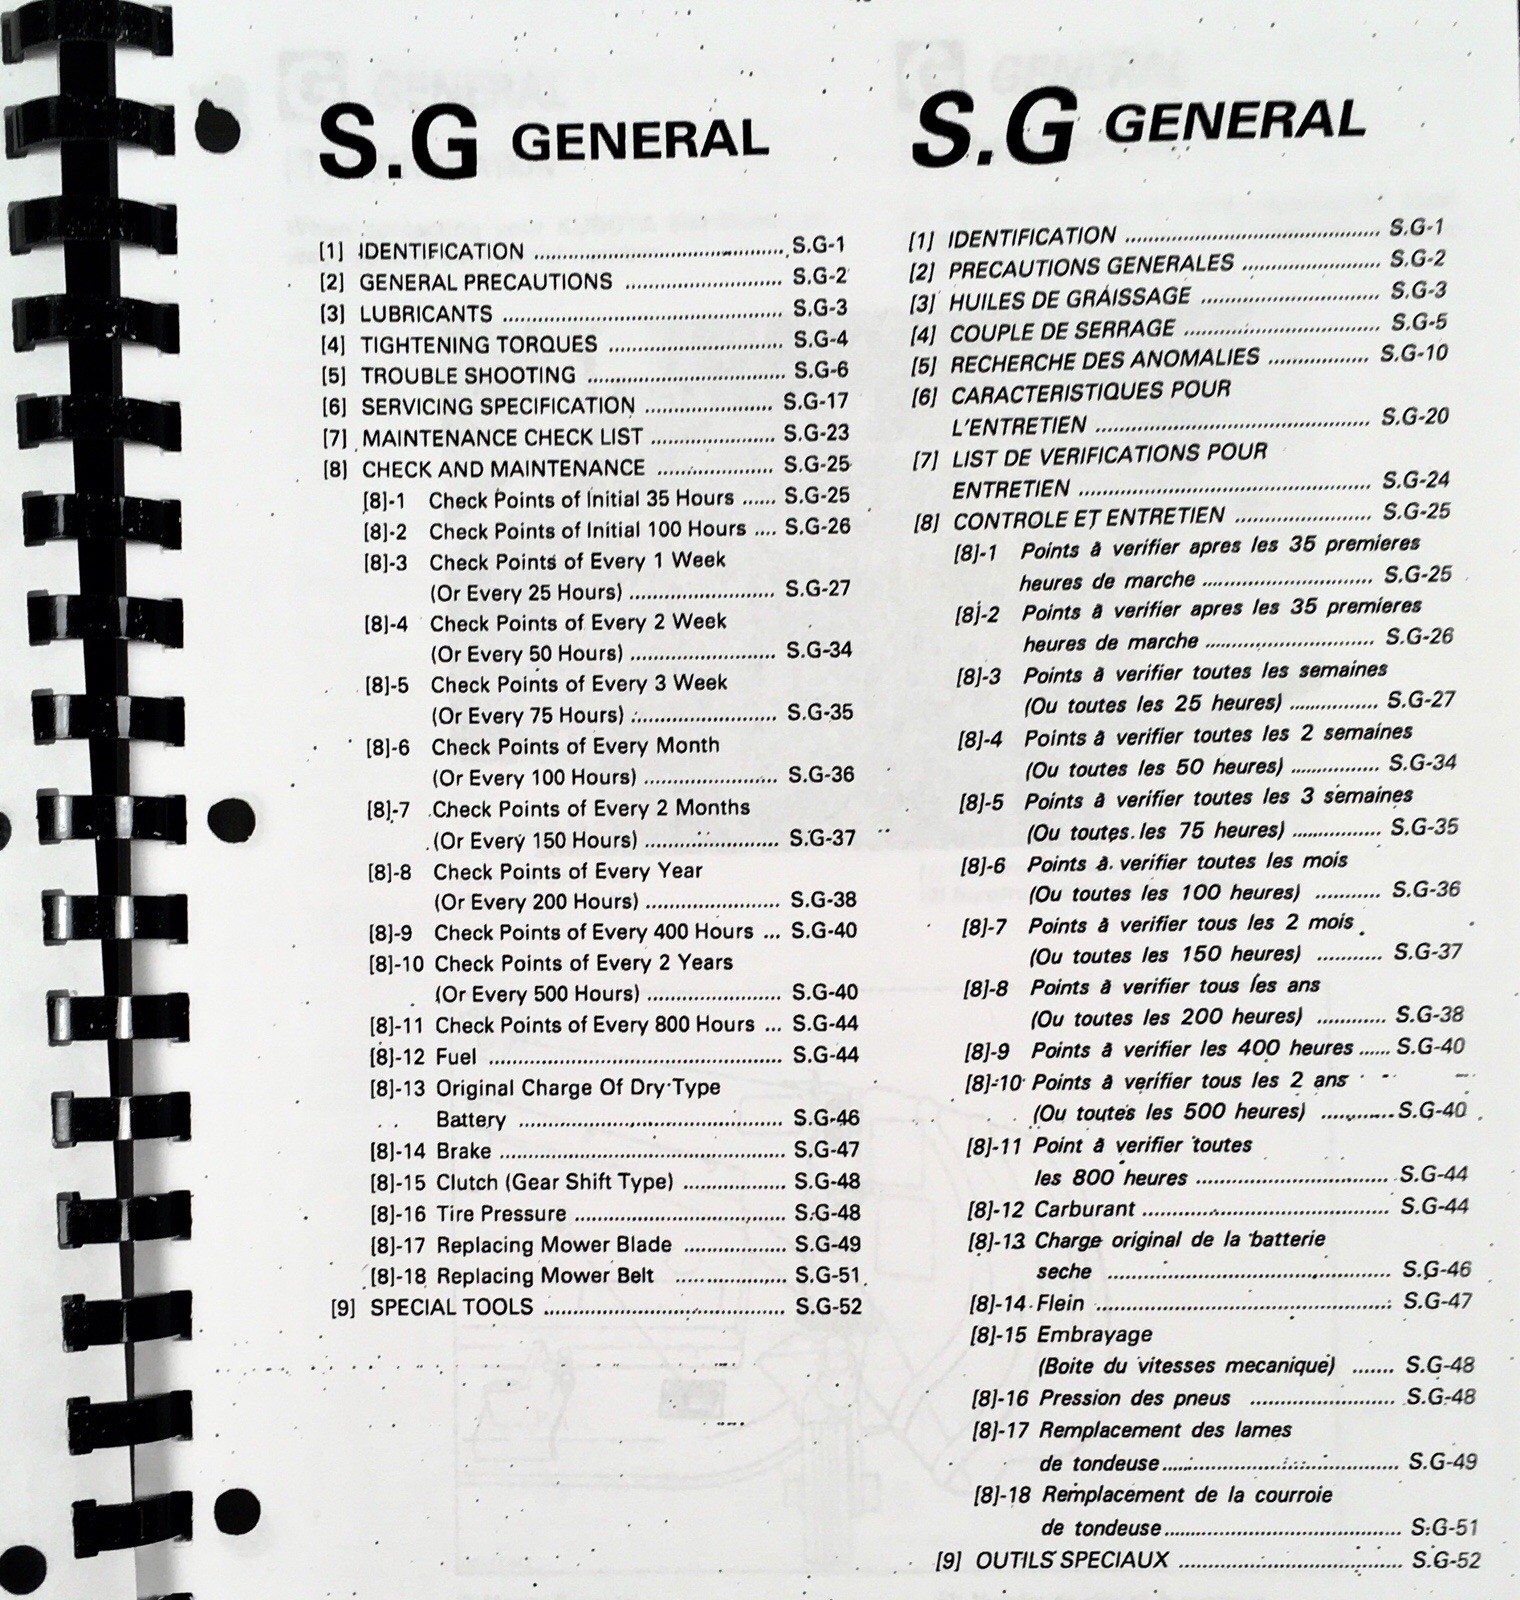 S.G GENERAL
[1] IDENTIFICATION ........ S.G-1
[2] GENERAL PRECAUTIONS ........ S.G-2
[3] LUBRICANTS ........ S.G-3
[4] TIGHTENING TORQUES ........ S.G-4
[5] TROUBLE SHOOTING ........ S.G-6
[6] SERVICING SPECIFICATION ........ S.G-17
[7] MAINTENANCE CHECK LIST ........ S.G-23
[8] CHECK AND MAINTENANCE ........ S.G-25
[8]-1 Check Points of Initial 35 Hours ...... S.G-25
[8]-2 Check Points of Initial 100 Hours .... S.G-26
[8]-3 Check Points of Every 1 Week
(Or Every 25 Hours) ........ S.G-27
[8]-4 Check Points of Every 2 Week
(Or Every 50 Hours) ........ S.G-34
[8]-5 Check Points of Every 3 Week
(Or Every 75 Hours) ........ S.G-35
[8]-6 Check Points of Every Month
(Or Every 100 Hours) ........ S.G-36
[8]-7 Check Points of Every 2 Months
(Or Every 150 Hours) ........ S.G-37
[8]-8 Check Points of Every Year
(Or Every 200 Hours) ........ S.G-38
[8]-9 Check Points of Every 400 Hours ... S.G-40
[8]-10 Check Points of Every 2 Years
(Or Every 500 Hours) ........ S.G-40
[8]-11 Check Points of Every 800 Hours ... S.G-44
[8]-12 Fuel ........ S.G-44
[8]-13 Original Charge Of Dry Type
Battery ........ S.G-46
[8]-14 Brake ........ S.G-47
[8]-15 Clutch (Gear Shift Type) ........ S.G-48
[8]-16 Tire Pressure ........ S.G-48
[8]-17 Replacing Mower Blade ........ S.G-49
[8]-18 Replacing Mower Belt ........ S.G-51
[9] SPECIAL TOOLS ........ S.G-52
S.G GENERAL
[1] IDENTIFICATION ........ S.G-1
[2] PRECAUTIONS GENERALES ........ S.G-2
[3] HUILES DE GRAISSAGE ........ S.G-3
[4] COUPLE DE SERRAGE ........ S.G-5
[5] RECHERCHE DES ANOMALIES ........ S.G-10
[6] CARACTERISTIQUES POUR
L'ENTRETIEN ........ S.G-20
[7] LIST DE VERIFICATIONS POUR
ENTRETIEN ........ S.G-24
[8] CONTROLE ET ENTRETIEN ........ S.G-25
[8]-1 Points à verifier apres les 35 premieres
heures de marche ........ S.G-25
[8]-2 Points à verifier apres les 35 premieres
heures de marche ........ S.G-26
[8]-3 Points à verifier toutes les semaines
(Ou toutes les 25 heures) ........ S.G-27
[8]-4 Points à verifier toutes les 2 semaines
(Ou toutes les 50 heures) ........ S.G-34
[8]-5 Points à verifier toutes les 3 semaines
(Ou toutes les 75 heures) ........ S.G-35
[8]-6 Points à verifier toutes les mois
(Ou toutes les 100 heures) ........ S.G-36
[8]-7 Points à verifier tous les 2 mois
(Ou toutes les 150 heures) ........ S.G-37
[8]-8 Points à verifier tous les ans
(Ou toutes les 200 heures) ........ S.G-38
[8]-9 Points à verifier les 400 heures ...... S.G-40
[8]-10 Points à verifier tous les 2 ans
(Ou toutes les 500 heures) ........ S.G-40
[8]-11 Point à verifier toutes
les 800 heures ........ S.G-44
[8]-12 Carburant ........ S.G-44
[8]-13 Charge original de la batterie
seche ........ S.G-46
[8]-14 Flein ........ S.G-47
[8]-15 Embrayage
(Boite du vitesses mecanique) ....... S.G-48
[8]-16 Pression des pneus ........ S.G-48
[8]-17 Remplacement des lames
de tondeuse ........ S.G-49
[8]-18 Remplacement de la courroie
de tondeuse ........ S.G-51
[9] OUTILS SPECIAUX ........ S.G-52